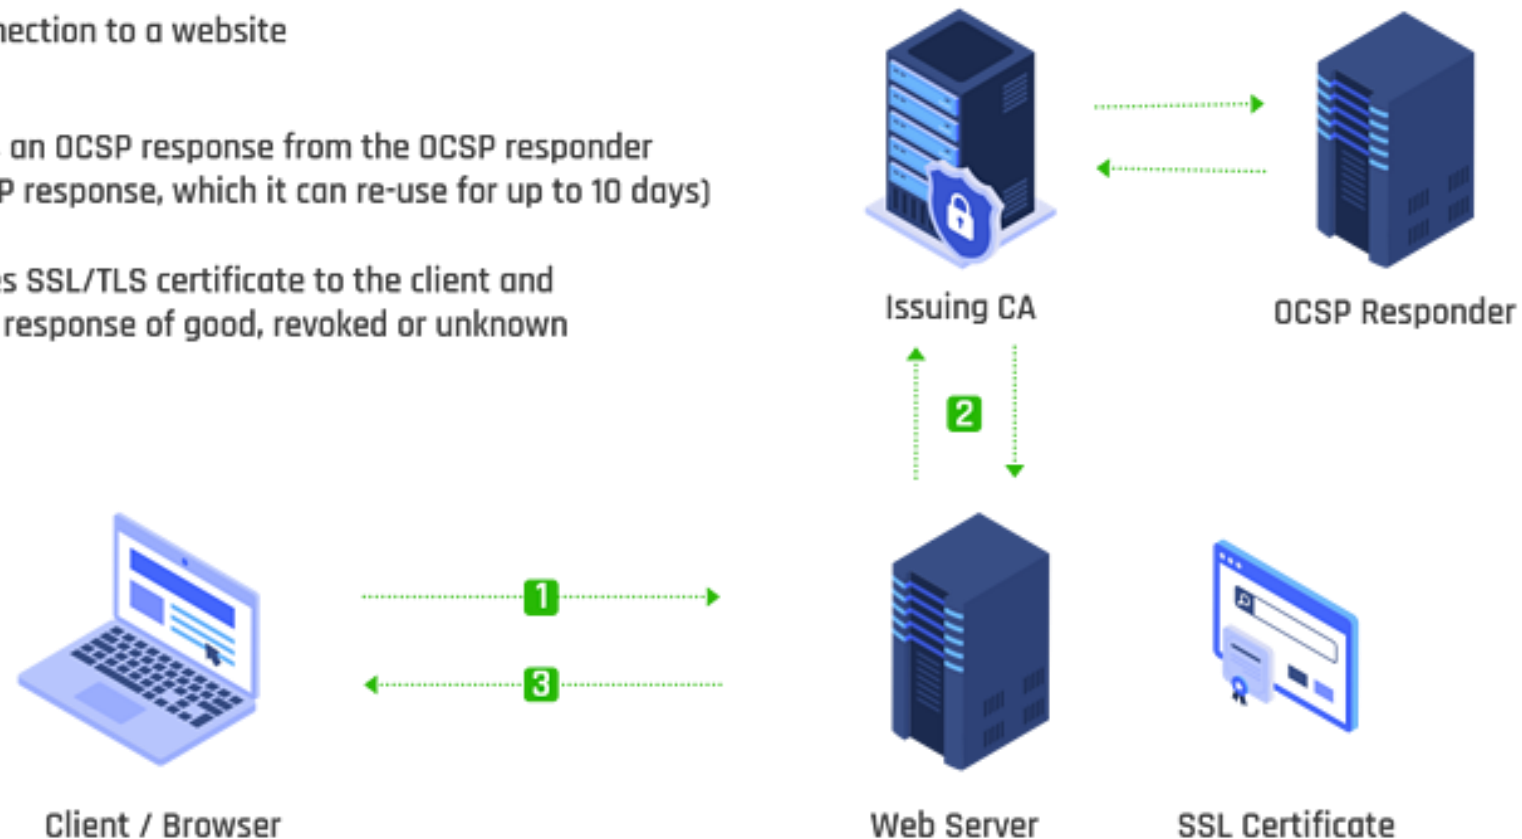 nection to a website
an OCSP response from the OCSP responder
P response, which it can re-use for up to 10 days)
es SSL/TLS certificate to the client and
response of good, revoked or unknown
Issuing CA
OCSP Responder
2
1
3
Client / Browser
Web Server
SSL Certificate